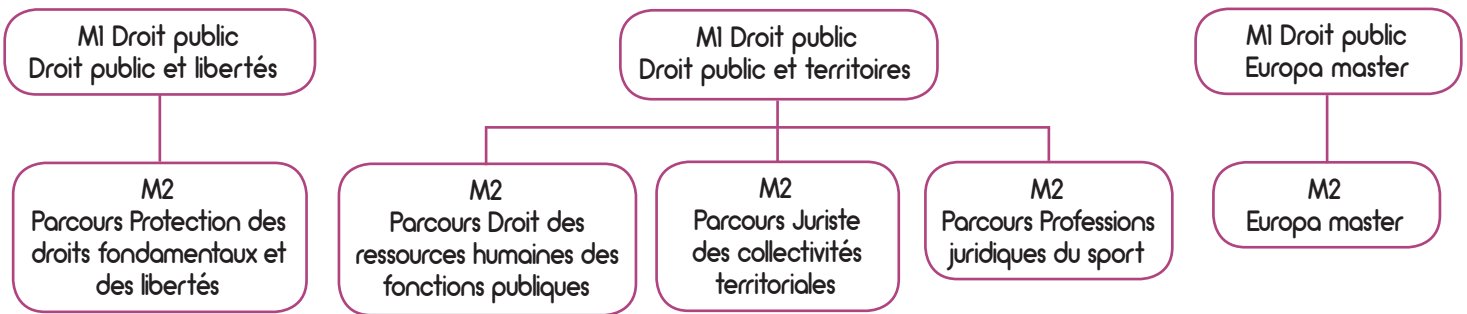 M1 Droit public
Droit public et libertés
M1 Droit public
Droit public et territoires
M1 Droit public
Europa master
M2
Parcours Protection des
droits fondamentaux et
des libertés
M2
Parcours Droit des
ressources humaines des
fonctions publiques
M2
Parcours Juriste
des collectivités
territoriales
M2
Parcours Professions
juridiques du sport
M2
Europa master